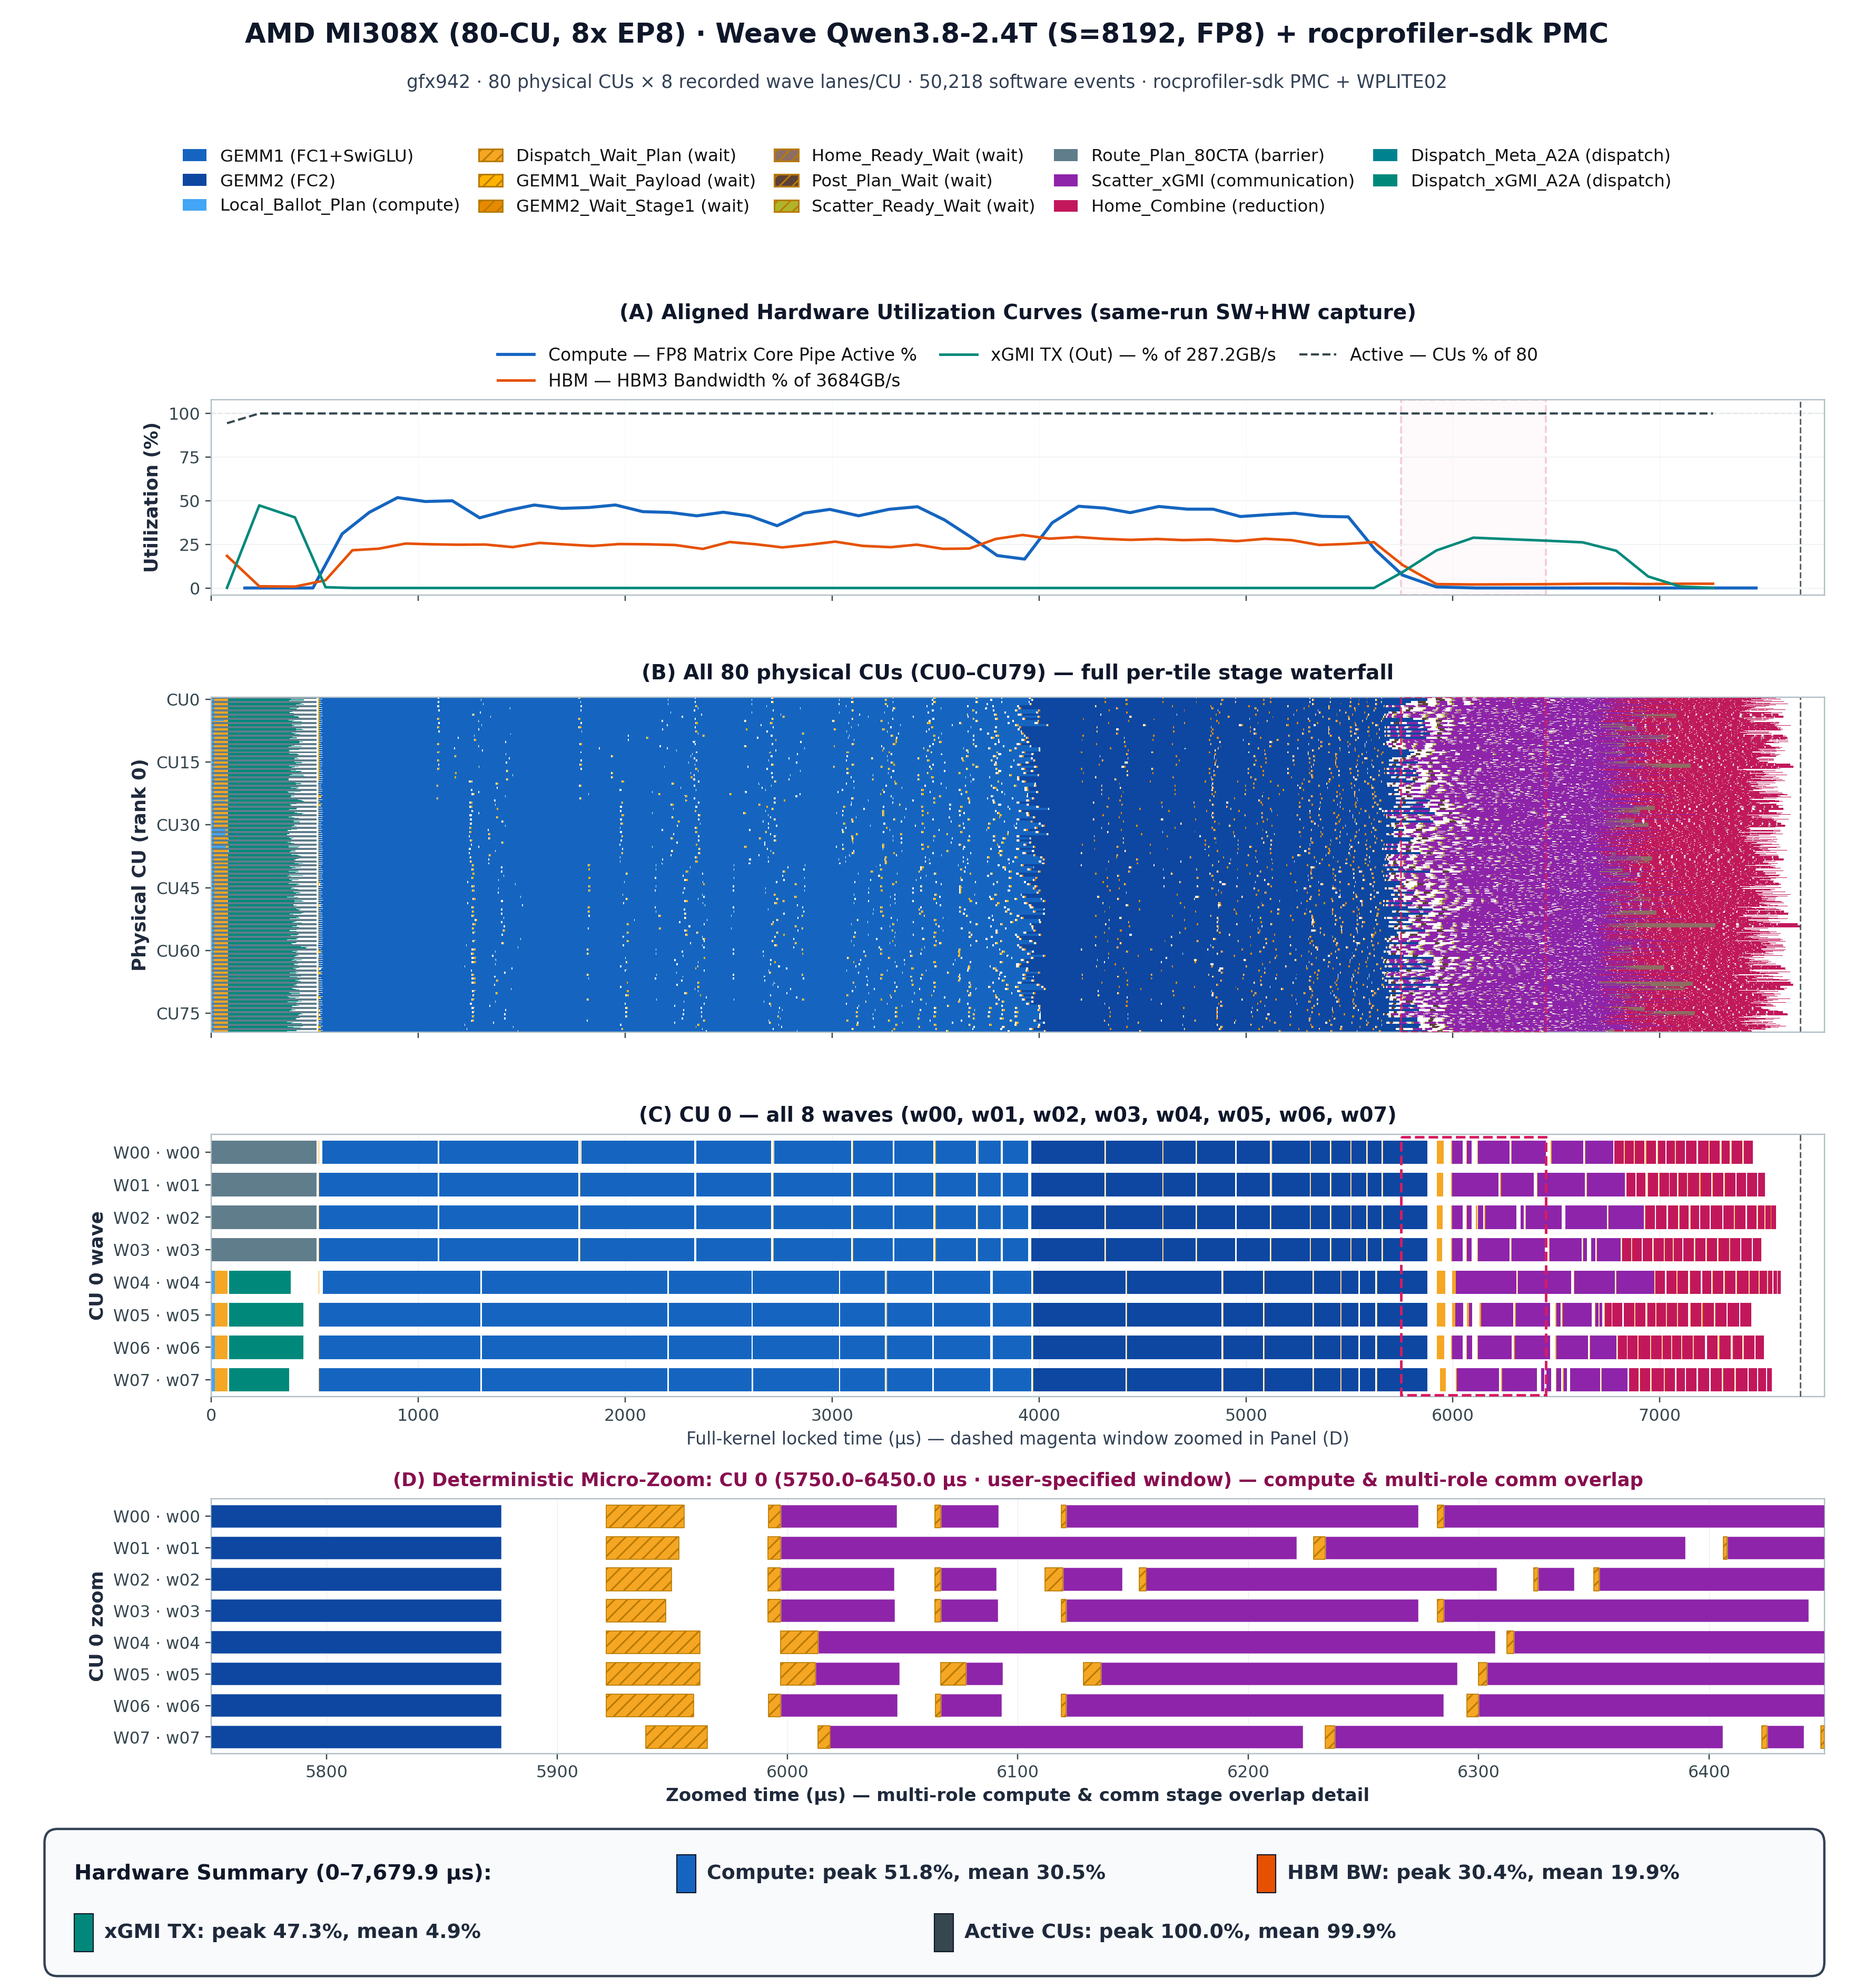 AMD MI308X (80-CU, 8x EP8) · Weave Qwen3.8-2.4T (S=8192, FP8) + rocprofiler-sdk PMC
gfx942 · 80 physical CUs × 8 recorded wave lanes/CU · 50,218 software events · rocprofiler-sdk PMC + WPLITE02
GEMM1 (FC1+SwiGLU)
GEMM2 (FC2)
Local_Ballot_Plan (compute)
Dispatch_Wait_Plan (wait)
GEMM1_Wait_Payload (wait)
GEMM2_Wait_Stage1 (wait)
Home_Ready_Wait (wait)
Post_Plan_Wait (wait)
Scatter_Ready_Wait (wait)
Route_Plan_80CTA (barrier)
Scatter_xGMI (communication)
Home_Combine (reduction)
Dispatch_Meta_A2A (dispatch)
Dispatch_xGMI_A2A (dispatch)
(A) Aligned Hardware Utilization Curves (same-run SW+HW capture)
Compute — FP8 Matrix Core Pipe Active %
HBM — HBM3 Bandwidth % of 3684GB/s
xGMI TX (Out) — % of 287.2GB/s
Active — CUs % of 80
Utilization (%)
100
75
50
25
0
(B) All 80 physical CUs (CU0–CU79) — full per-tile stage waterfall
Physical CU (rank 0)
CU0
CU15
CU30
CU45
CU60
CU75
(C) CU 0 — all 8 waves (w00, w01, w02, w03, w04, w05, w06, w07)
CU 0 wave
W00 · w00
W01 · w01
W02 · w02
W03 · w03
W04 · w04
W05 · w05
W06 · w06
W07 · w07
0 1000 2000 3000 4000 5000 6000 7000
Full-kernel locked time (μs) — dashed magenta window zoomed in Panel (D)
(D) Deterministic Micro-Zoom: CU 0 (5750.0–6450.0 μs · user-specified window) — compute & multi-role comm overlap
CU 0 zoom
W00 · w00
W01 · w01
W02 · w02
W03 · w03
W04 · w04
W05 · w05
W06 · w06
W07 · w07
5800 5900 6000 6100 6200 6300 6400
Zoomed time (μs) — multi-role compute & comm stage overlap detail
Hardware Summary (0–7,679.9 μs):
Compute: peak 51.8%, mean 30.5%
HBM BW: peak 30.4%, mean 19.9%
xGMI TX: peak 47.3%, mean 4.9%
Active CUs: peak 100.0%, mean 99.9%